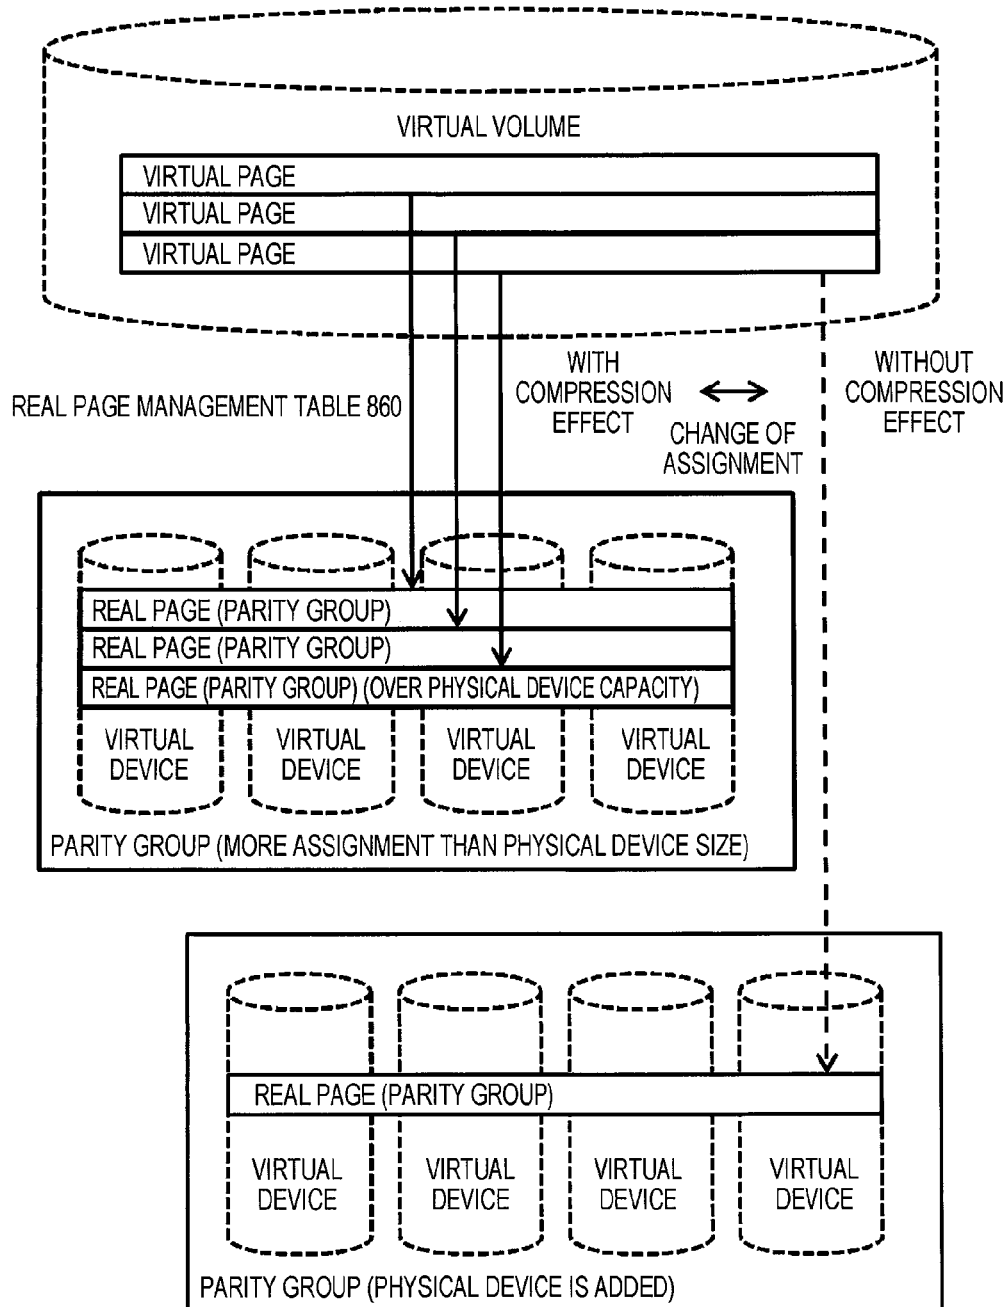 VIRTUAL VOLUME
VIRTUAL PAGE
VIRTUAL PAGE
VIRTUAL PAGE
REAL PAGE MANAGEMENT TABLE 860
WITH
COMPRESSION
EFFECT
CHANGE OF
ASSIGNMENT
WITHOUT
COMPRESSION
EFFECT
REAL PAGE (PARITY GROUP)
REAL PAGE (PARITY GROUP)
REAL PAGE (PARITY GROUP) (OVER PHYSICAL DEVICE CAPACITY)
VIRTUAL
DEVICE
VIRTUAL
DEVICE
VIRTUAL
DEVICE
VIRTUAL
DEVICE
PARITY GROUP (MORE ASSIGNMENT THAN PHYSICAL DEVICE SIZE)
REAL PAGE (PARITY GROUP)
VIRTUAL
DEVICE
VIRTUAL
DEVICE
VIRTUAL
DEVICE
VIRTUAL
DEVICE
PARITY GROUP (PHYSICAL DEVICE IS ADDED)